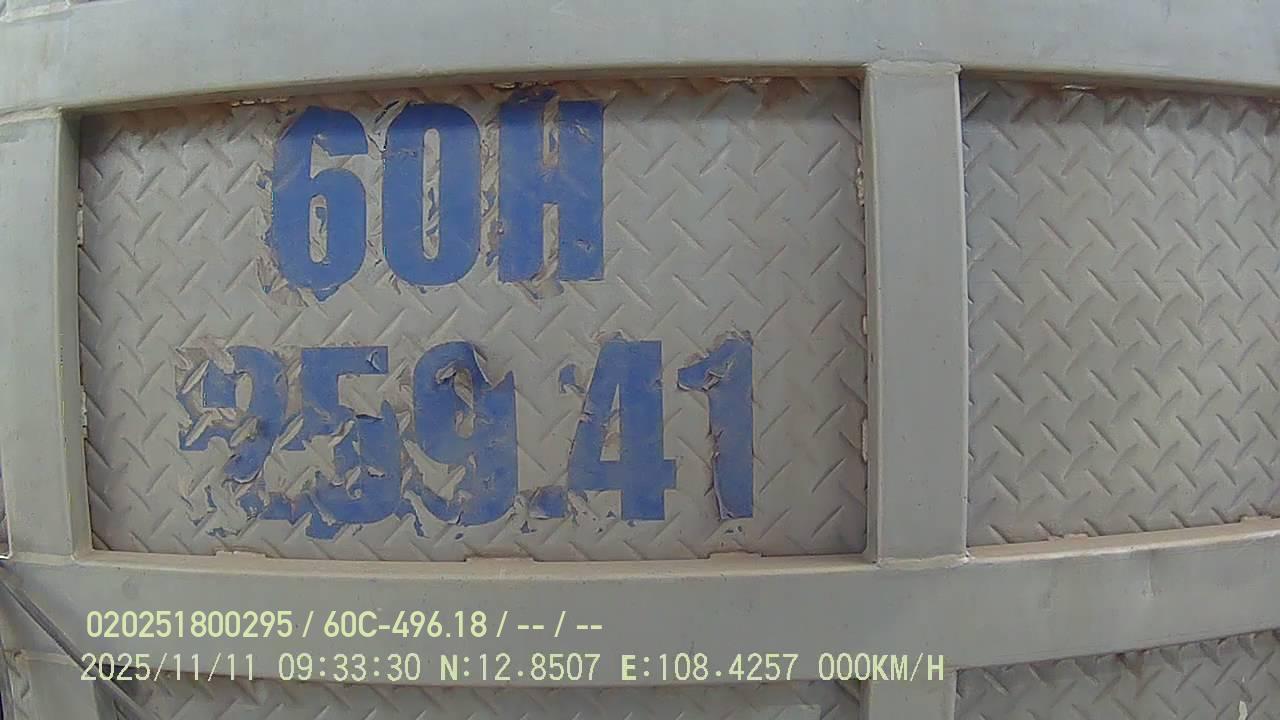 60H
259.41
020251800295 / 60C-496.18 / -- / --
2025/11/11 09:33:30 N:12.8507 E:108.4257 000KM/H